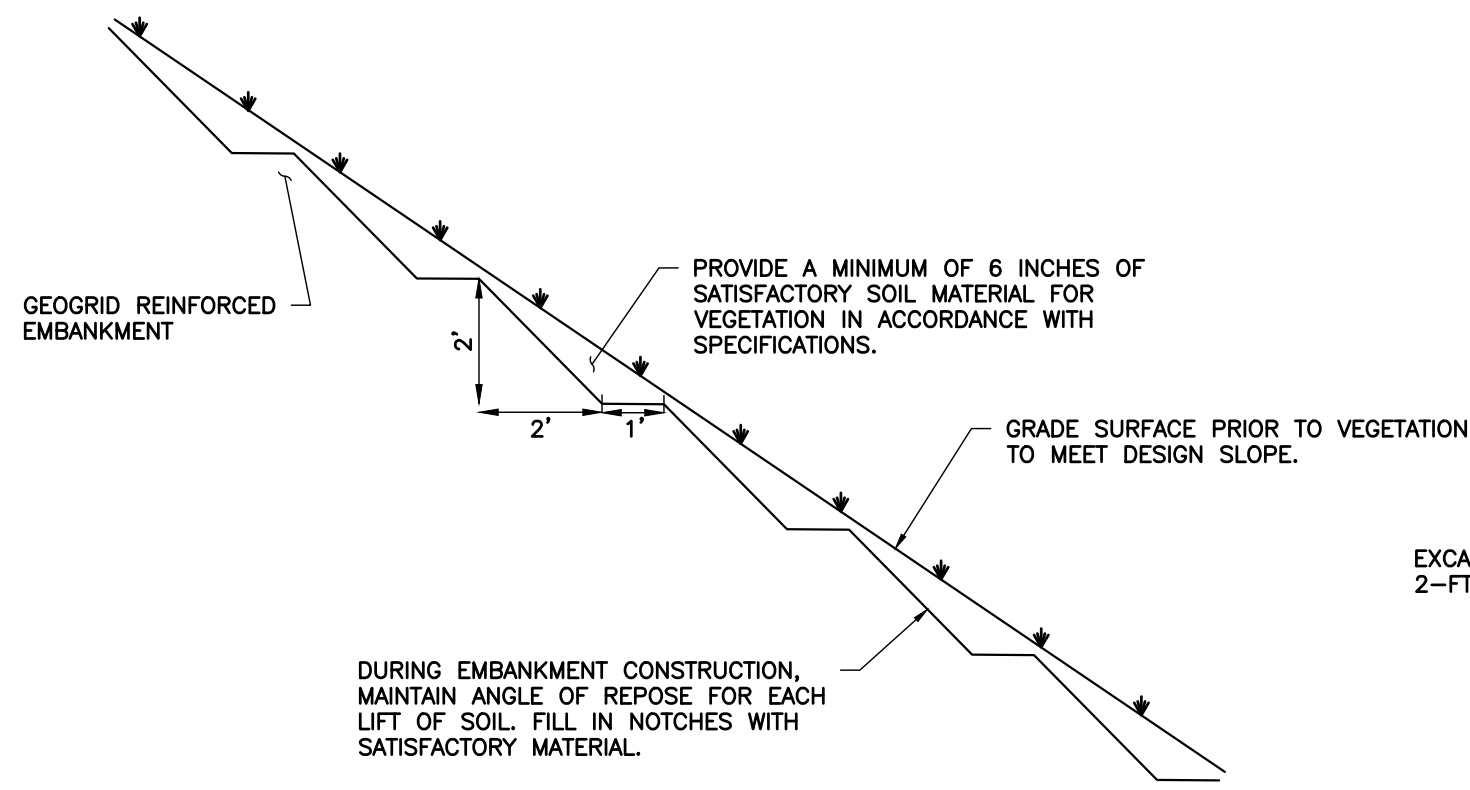 GEOGRID REINFORCED
EMBANKMENT
PROVIDE A MINIMUM OF 6 INCHES OF
SATISFACTORY SOIL MATERIAL FOR
VEGETATION IN ACCORDANCE WITH
SPECIFICATIONS.
2'
2'
1'
GRADE SURFACE PRIOR TO VEGETATION
TO MEET DESIGN SLOPE.
EXCA
2-FT
DURING EMBANKMENT CONSTRUCTION,
MAINTAIN ANGLE OF REPOSE FOR EACH
LIFT OF SOIL. FILL IN NOTCHES WITH
SATISFACTORY MATERIAL.